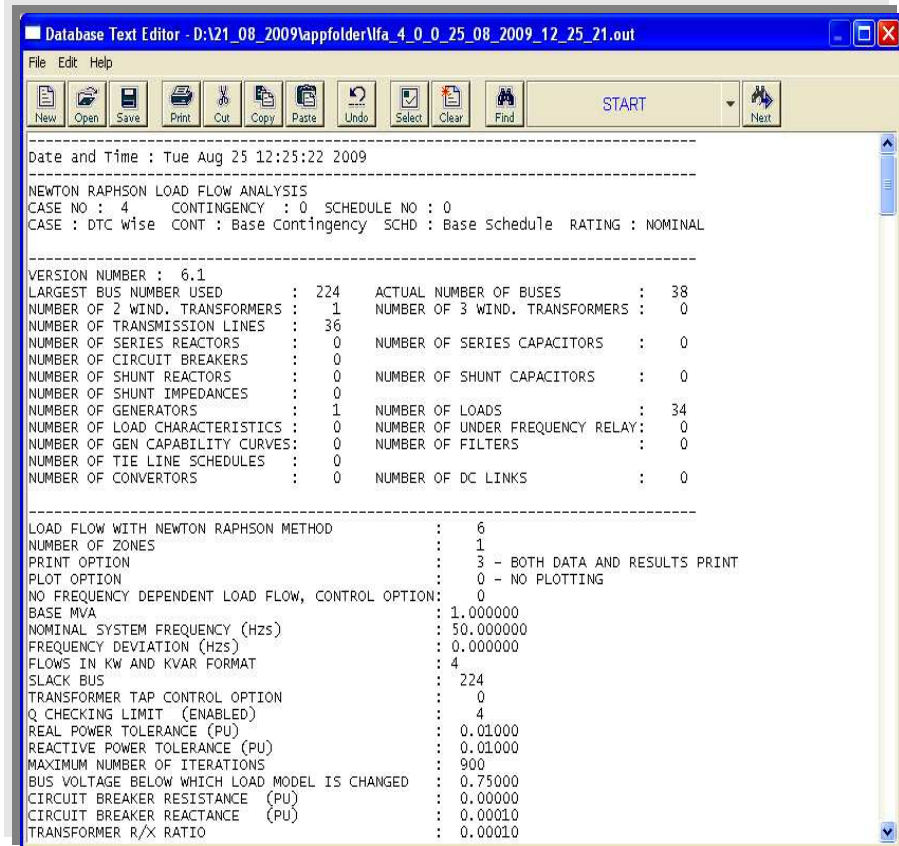 Database Text Editor - D:\21_08_2009\appfolder\lfa_4_0_0_25_08_2009_12_25_21.out
File Edit Help
New Open Save Print Cut Copy Paste Undo Select Clear Find START Next
Date and Time : Tue Aug 25 12:25:22 2009
NEWTON RAPHSON LOAD FLOW ANALYSIS
CASE NO : 4 CONTINGENCY : 0 SCHEDULE NO : 0
CASE : DTC Wise CONT : Base Contingency SCHD : Base Schedule RATING : NOMINAL
VERSION NUMBER : 6.1
LARGEST BUS NUMBER USED : 224 ACTUAL NUMBER OF BUSES : 38
NUMBER OF 2 WIND. TRANSFORMERS : 1 NUMBER OF 3 WIND. TRANSFORMERS : 0
NUMBER OF TRANSMISSION LINES : 36
NUMBER OF SERIES REACTORS : 0 NUMBER OF SERIES CAPACITORS : 0
NUMBER OF CIRCUIT BREAKERS : 0
NUMBER OF SHUNT REACTORS : 0 NUMBER OF SHUNT CAPACITORS : 0
NUMBER OF SHUNT IMPEDANCES : 0
NUMBER OF GENERATORS : 1 NUMBER OF LOADS : 34
NUMBER OF LOAD CHARACTERISTICS : 0 NUMBER OF UNDER FREQUENCY RELAY: 0
NUMBER OF GEN CAPABILITY CURVES: 0 NUMBER OF FILTERS : 0
NUMBER OF TIE LINE SCHEDULES : 0
NUMBER OF CONVERTORS : 0 NUMBER OF DC LINKS : 0
LOAD FLOW WITH NEWTON RAPHSON METHOD : 6
NUMBER OF ZONES : 1
PRINT OPTION : 3 - BOTH DATA AND RESULTS PRINT
PLOT OPTION : 0 - NO PLOTTING
NO FREQUENCY DEPENDENT LOAD FLOW, CONTROL OPTION: 0
BASE MVA : 1.000000
NOMINAL SYSTEM FREQUENCY (Hzs) : 50.000000
FREQUENCY DEVIATION (Hzs) : 0.000000
FLOWS IN KW AND KVAR FORMAT : 4
SLACK BUS : 224
TRANSFORMER TAP CONTROL OPTION : 0
Q CHECKING LIMIT (ENABLED) : 4
REAL POWER TOLERANCE (PU) : 0.01000
REACTIVE POWER TOLERANCE (PU) : 0.01000
MAXIMUM NUMBER OF ITERATIONS : 900
BUS VOLTAGE BELOW WHICH LOAD MODEL IS CHANGED : 0.75000
CIRCUIT BREAKER RESISTANCE (PU) : 0.00000
CIRCUIT BREAKER REACTANCE (PU) : 0.00010
TRANSFORMER R/X RATIO : 0.00010